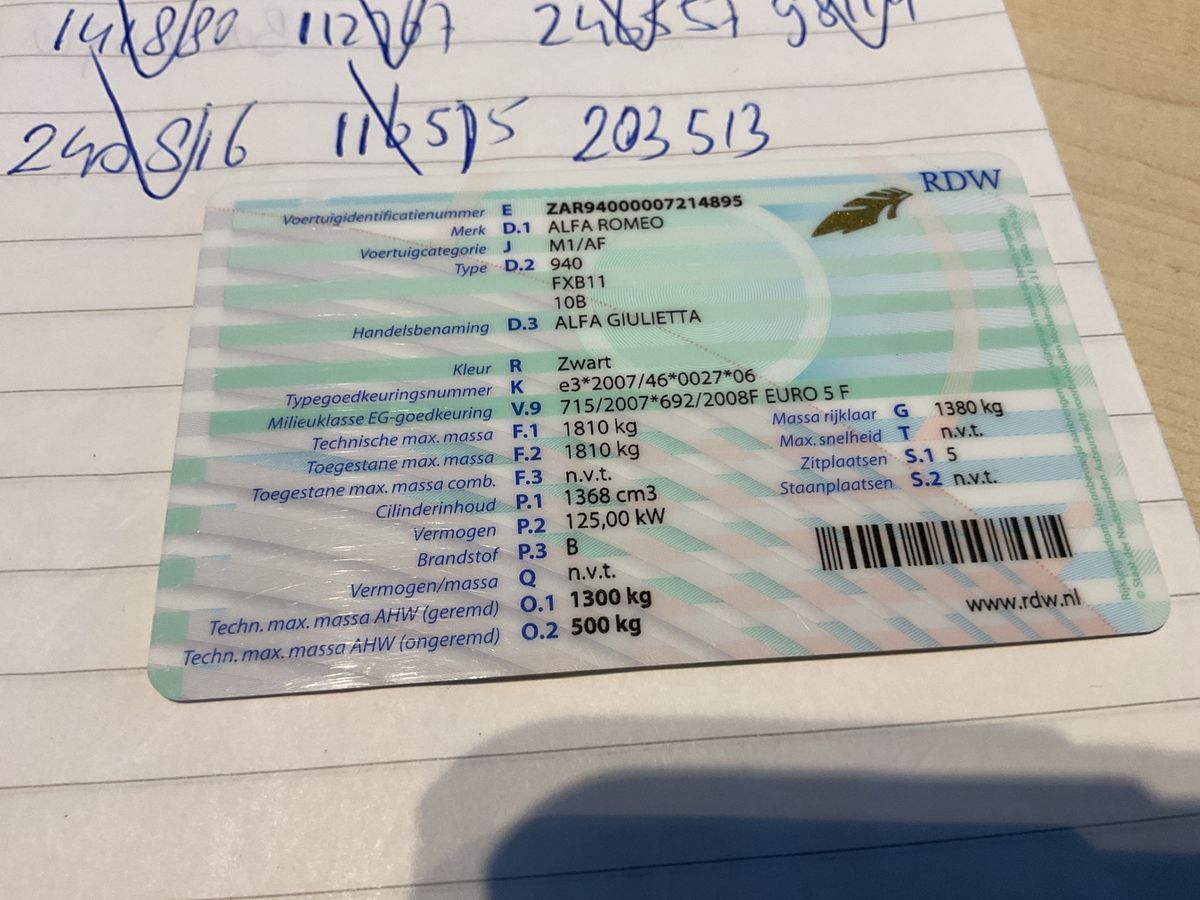 203 513
RDW
Voertuigidentificatienummer E ZAR94000007214895
Merk D.1 ALFA ROMEO
Voertuigcategorie J M1/AF
Type D.2 940
FXB11
10B
Handelsbenaming D.3 ALFA GIULIETTA
Kleur R Zwart
Typegoedkeuringsnummer K e3*2007/46*0027*06
Milieuklasse EG-goedkeuring V.9 715/2007*692/2008F EURO 5 F
Technische max. massa F.1 1810 kg
Toegestane max. massa F.2 1810 kg
Toegestane max. massa comb. F.3 n.v.t.
Cilinderinhoud P.1 1368 cm3
Vermogen P.2 125,00 kW
Brandstof P.3 B
Vermogen/massa Q n.v.t.
Techn. max. massa AHW (geremd) O.1 1300 kg
Techn. max. massa AHW (ongeremd) O.2 500 kg
Massa rijklaar G 1380 kg
Max. snelheid T n.v.t.
Zitplaatsen S.1 5
Staanplaatsen S.2 n.v.t.
www.rdw.nl
© Staat der Nederlanden